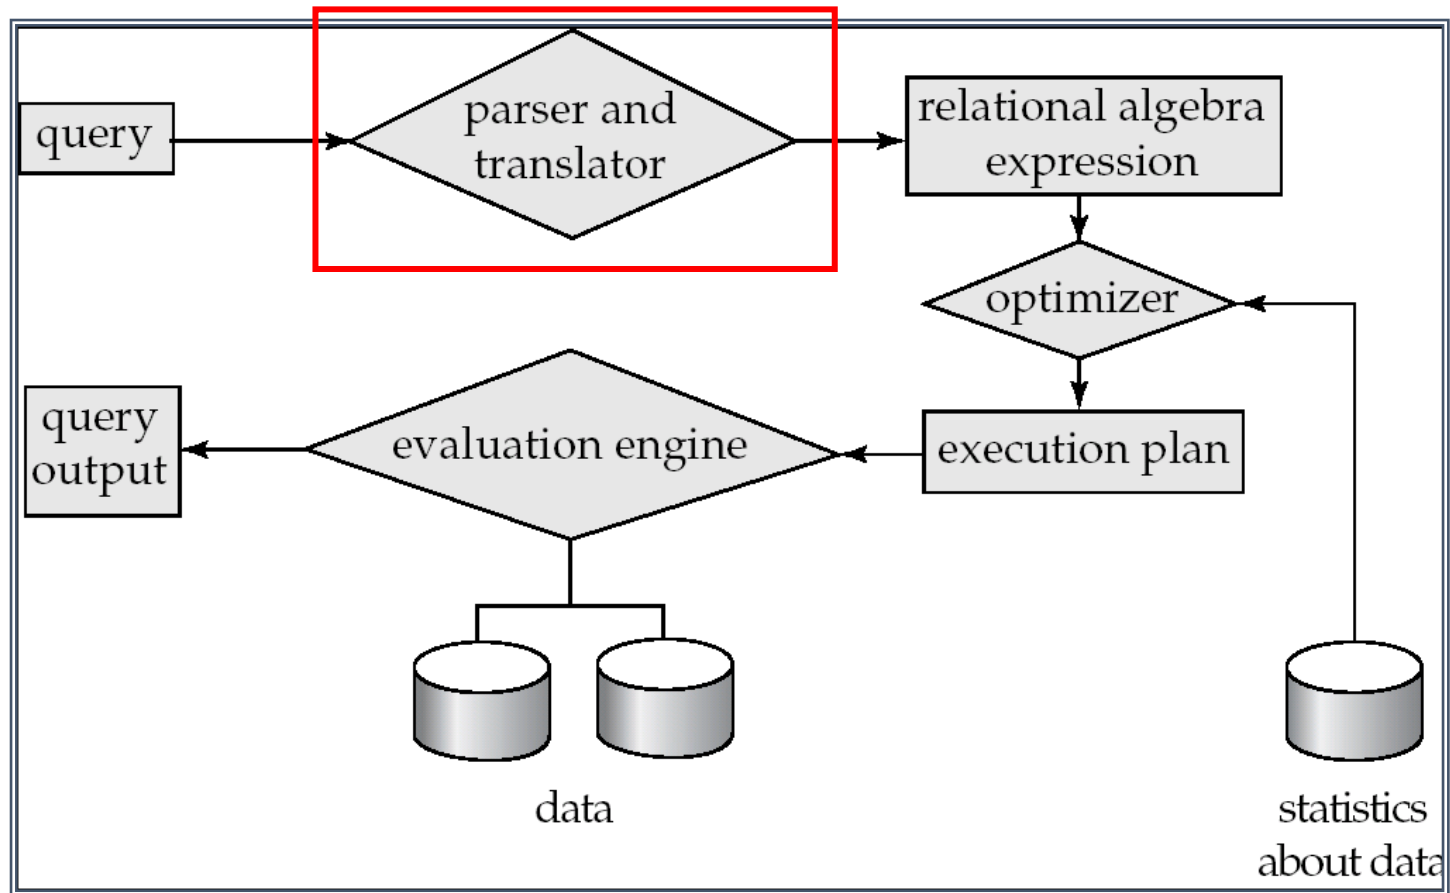 query
parser and
translator
relational algebra
expression
optimizer
query
output
evaluation engine
execution plan
data
statistics
about data